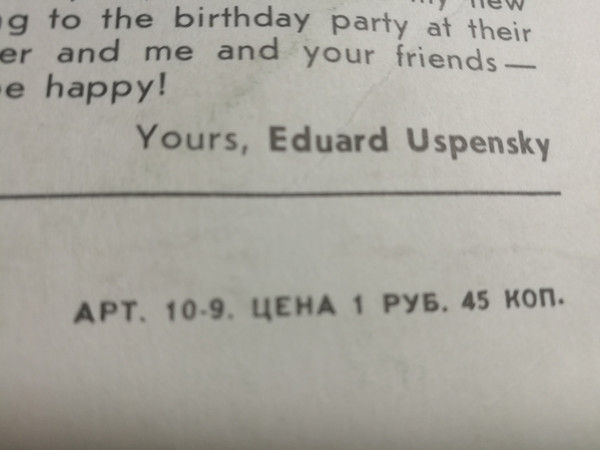 new
to the birthday party at their
and me and your friends—
happy!
Yours, Eduard Uspensky
АРТ. 10-9. ЦЕНА 1 РУБ. 45 КОП.